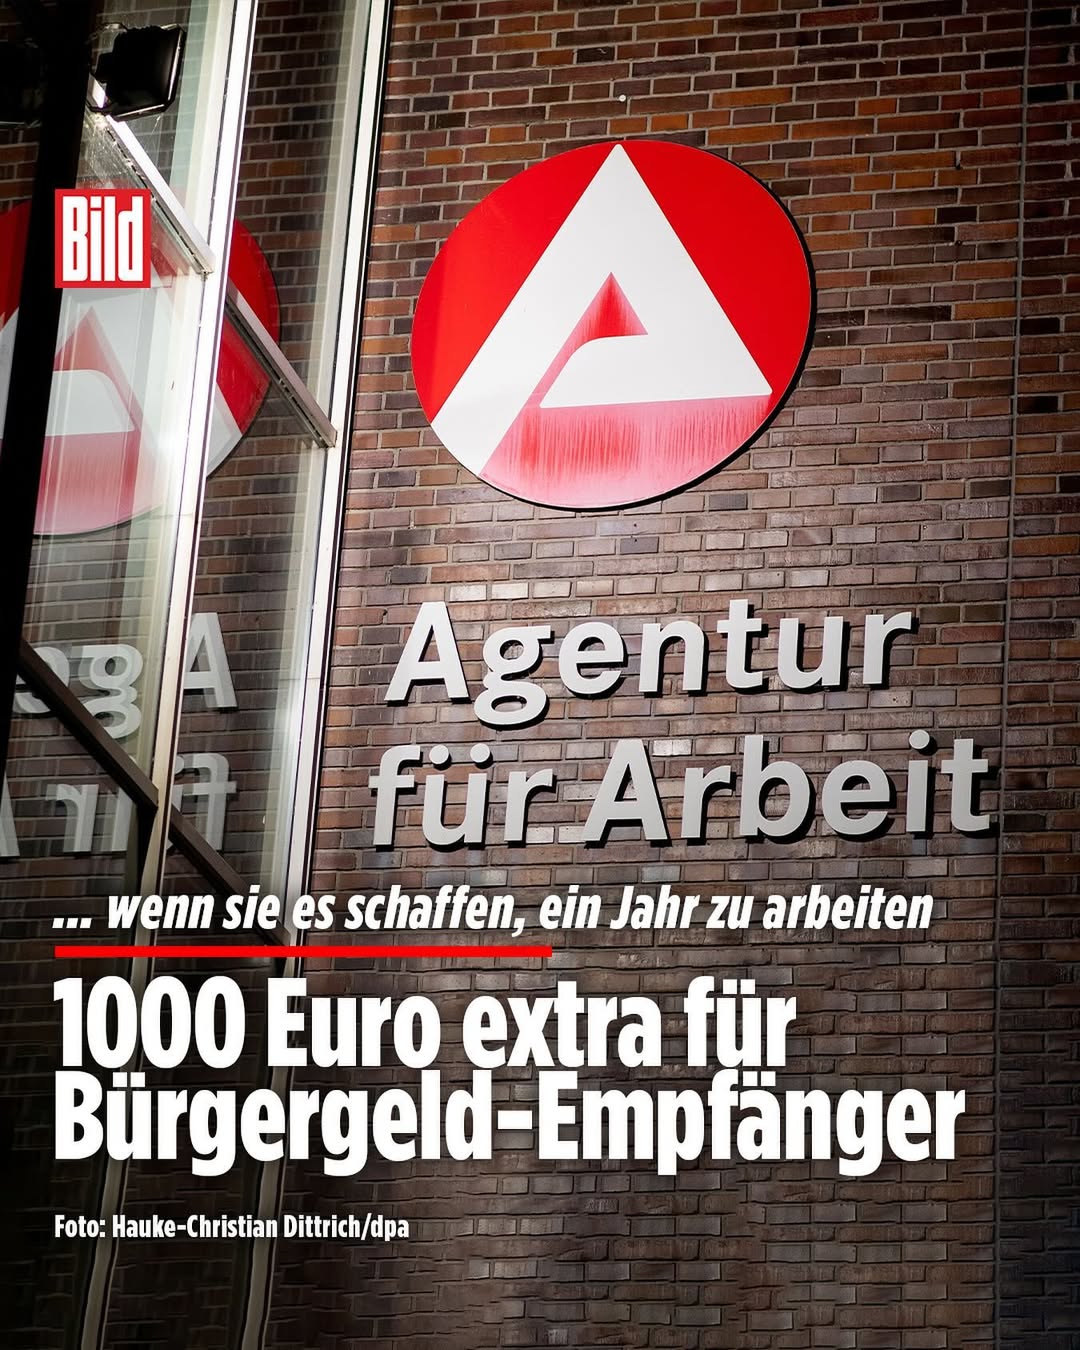 Bild
Agentur
für Arbeit
... wenn sie es schaffen, ein Jahr zu arbeiten
1000 Euro extra für
Bürgergeld-Empfänger
Foto: Hauke-Christian Dittrich/dpa